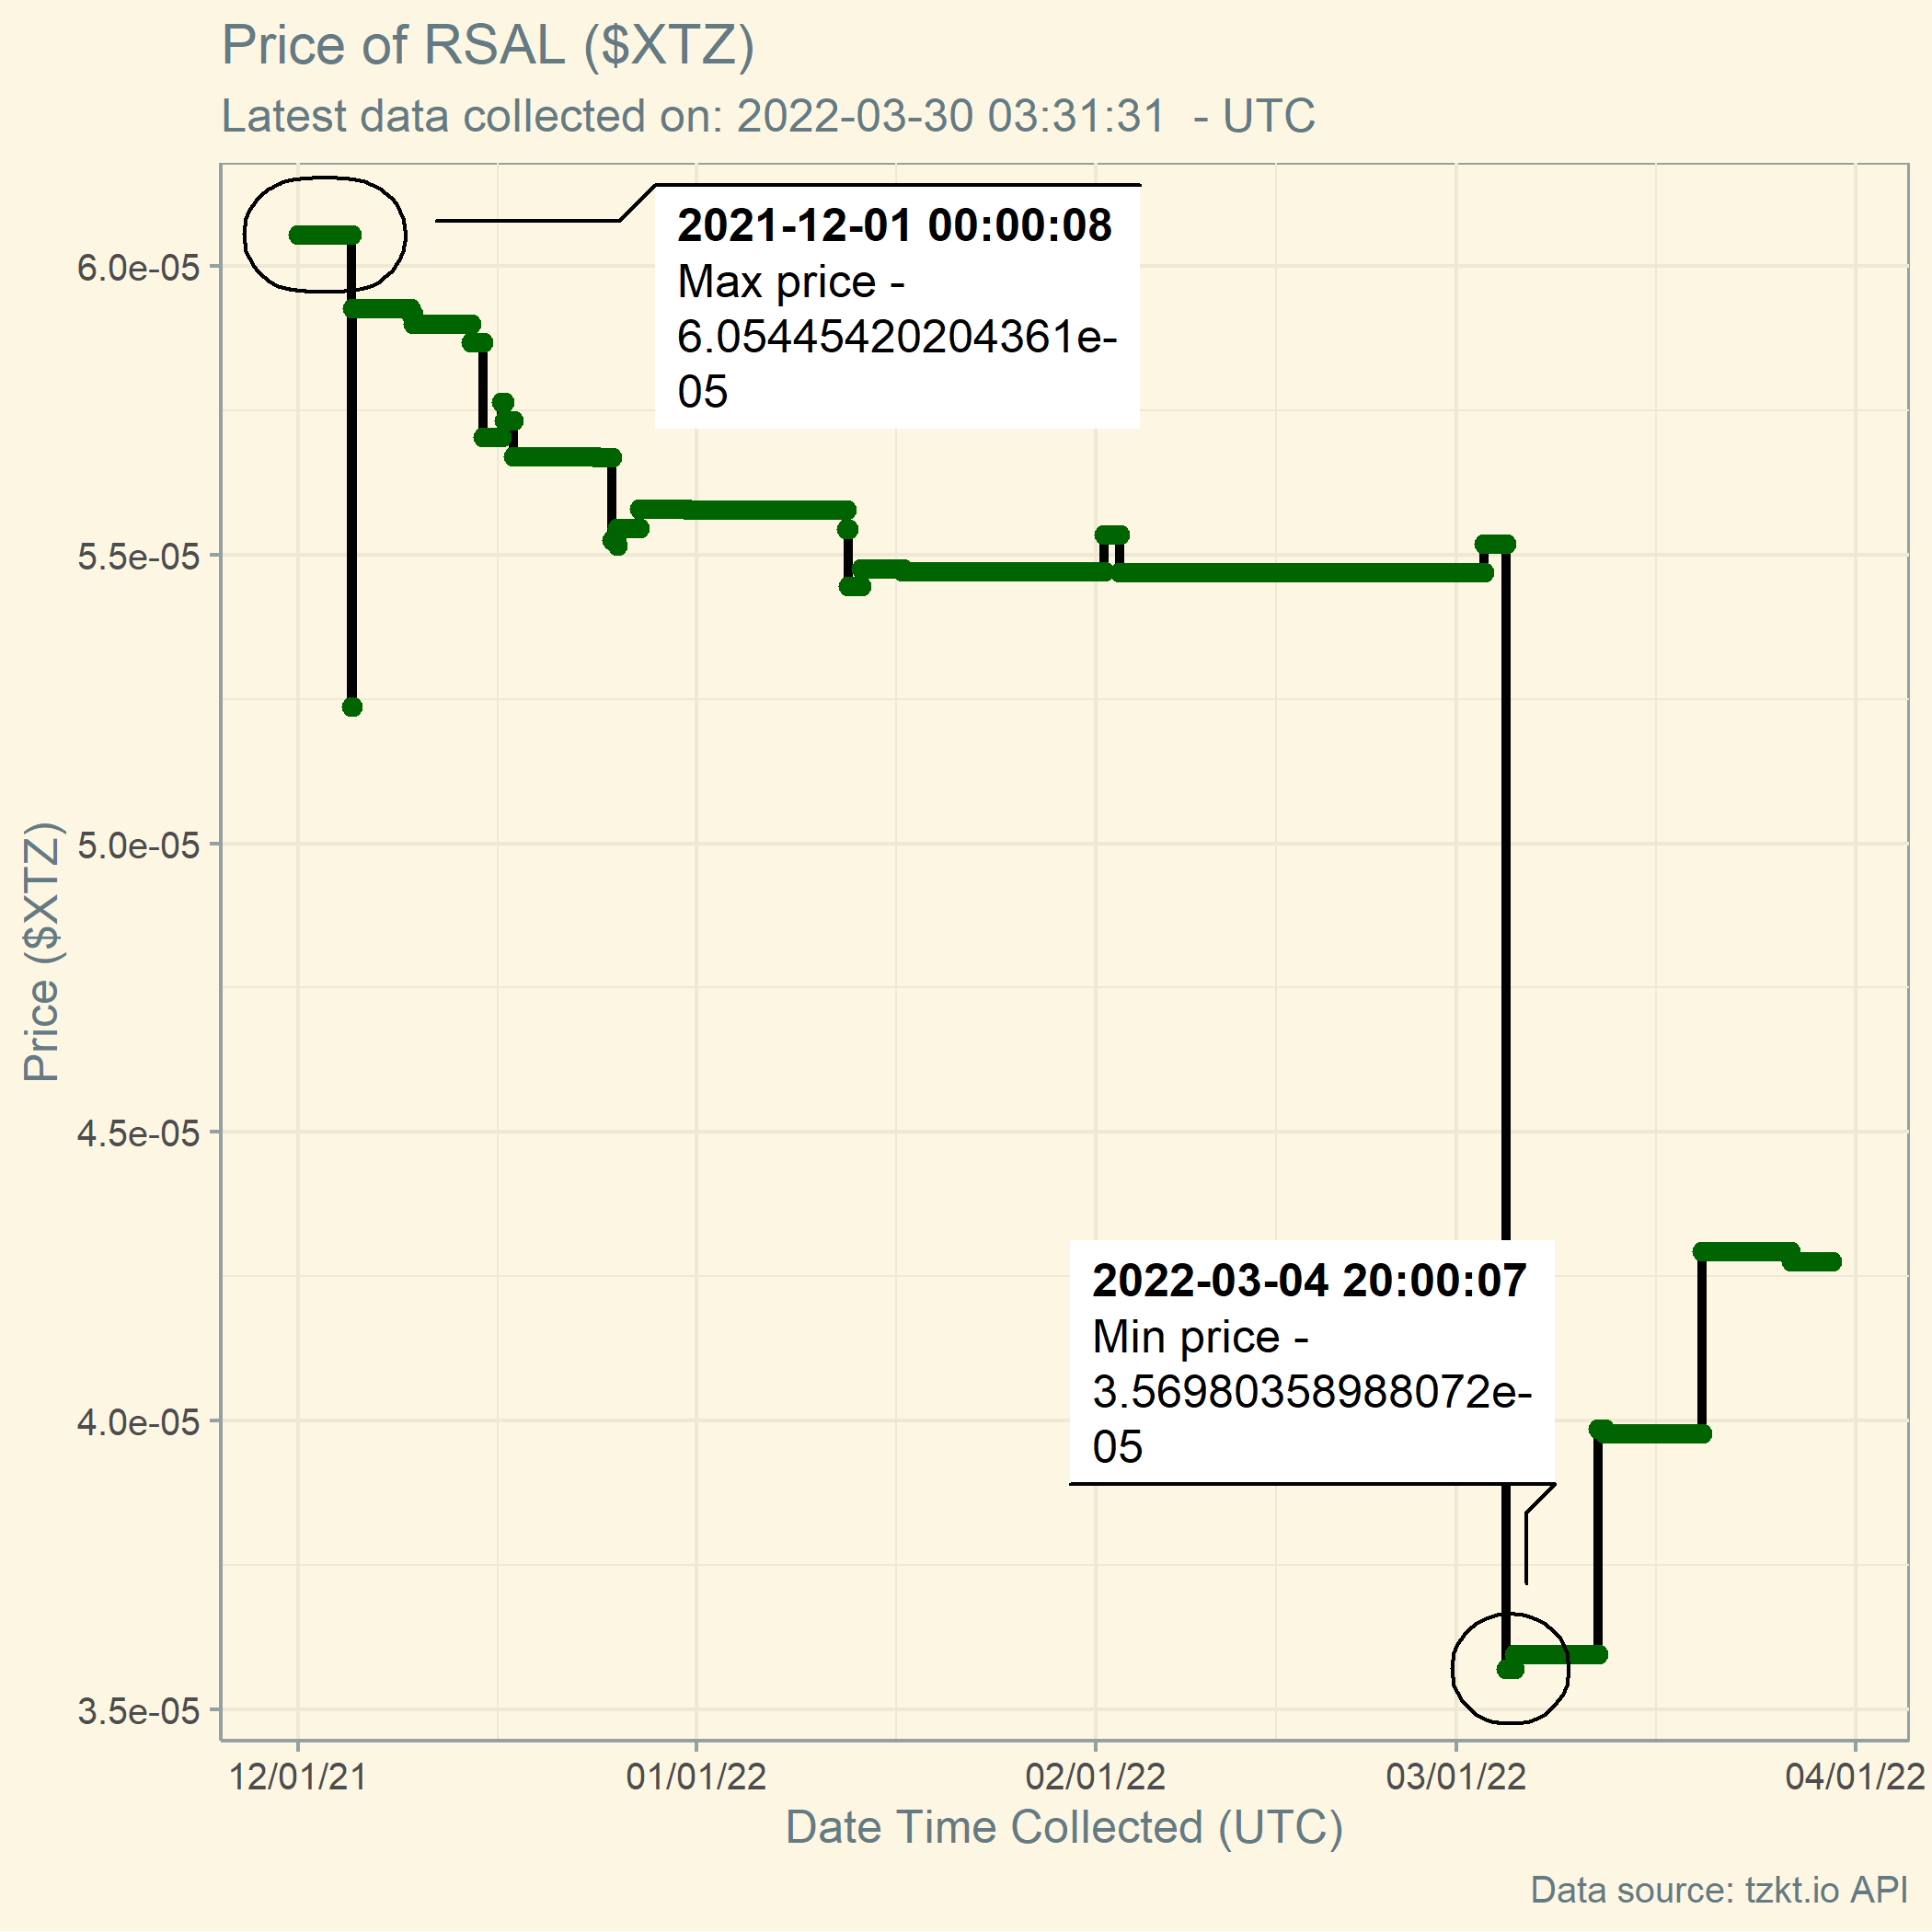 Price of RSAL ($XTZ)
Latest data collected on: 2022-03-30 03:31:31  - UTC
2021-12-01 00:00:08
Max price -
6.05445420204361e-
05
6.0e-05
5.5e-05
5.0e-05
4.5e-05
4.0e-05
3.5e-05
Price ($XTZ)
2022-03-04 20:00:07
Min price -
3.56980358988072e-
05
12/01/21
01/01/22
02/01/22
03/01/22
04/01/22
Date Time Collected (UTC)
Data source: tzkt.io API